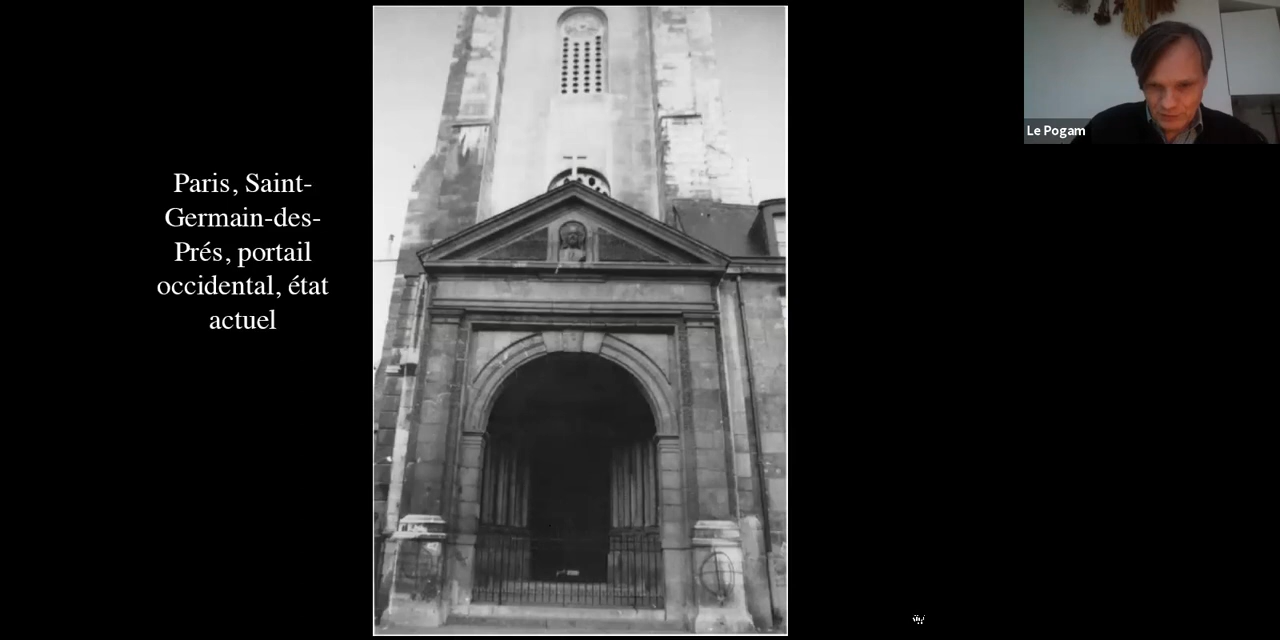 Paris, Saint-
Germain-des-
Prés, portail
occidental, état
actuel
Le Pogam